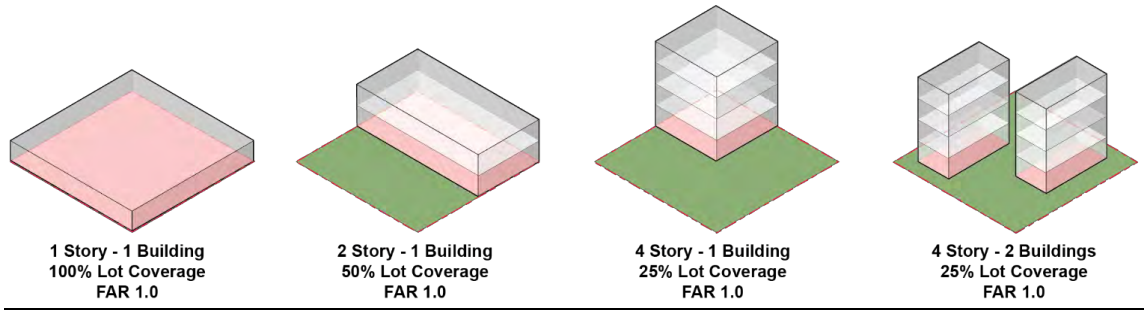 1 Story - 1 Building
100% Lot Coverage
FAR 1.0
2 Story - 1 Building
50% Lot Coverage
FAR 1.0
4 Story - 1 Building
25% Lot Coverage
FAR 1.0
4 Story - 2 Buildings
25% Lot Coverage
FAR 1.0